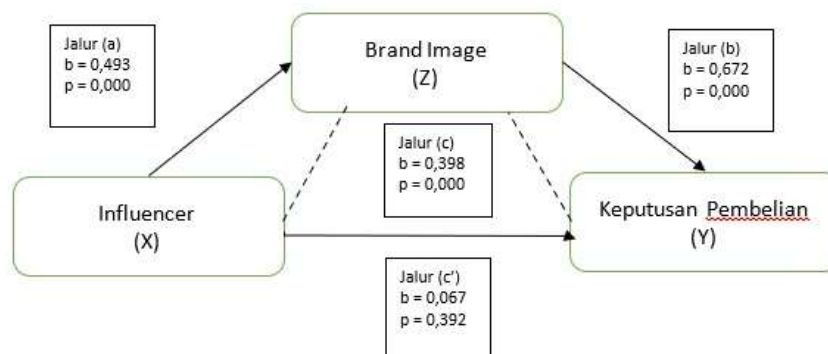 Jalur (a)
b = 0,493
p = 0,000
Brand Image
(Z)
Jalur (b)
b = 0,672
p = 0,000
Jalur (c)
b = 0,398
p = 0,000
Influencer
(X)
Keputusan Pembelian
(Y)
Jalur (c')
b = 0,067
p = 0,392